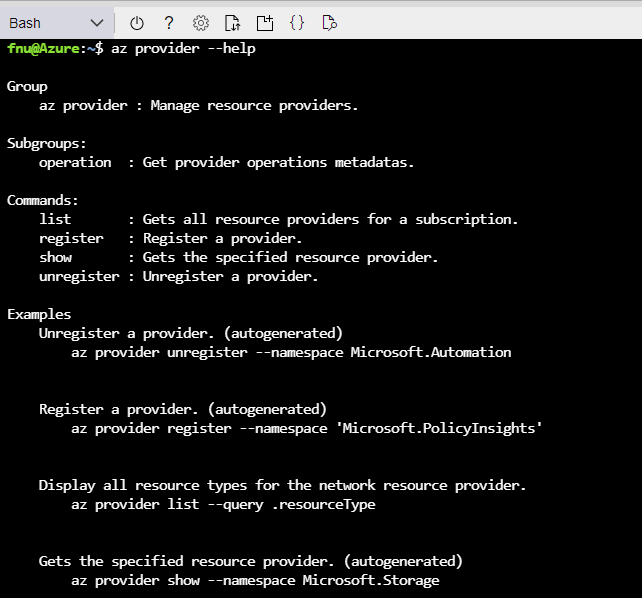 Bash
?
{}
fnu@Azure:~$ az provider --help
Group
az provider : Manage resource providers.
Subgroups:
operation : Get provider operations metadatas.
Commands:
list : Gets all resource providers for a subscription.
register : Register a provider.
show : Gets the specified resource provider.
unregister : Unregister a provider.
Examples
Unregister a provider. (autogenerated)
az provider unregister --namespace Microsoft.Automation
Register a provider. (autogenerated)
az provider register --namespace 'Microsoft.PolicyInsights'
Display all resource types for the network resource provider.
az provider list --query .resourceType
Gets the specified resource provider. (autogenerated)
az provider show --namespace Microsoft.Storage